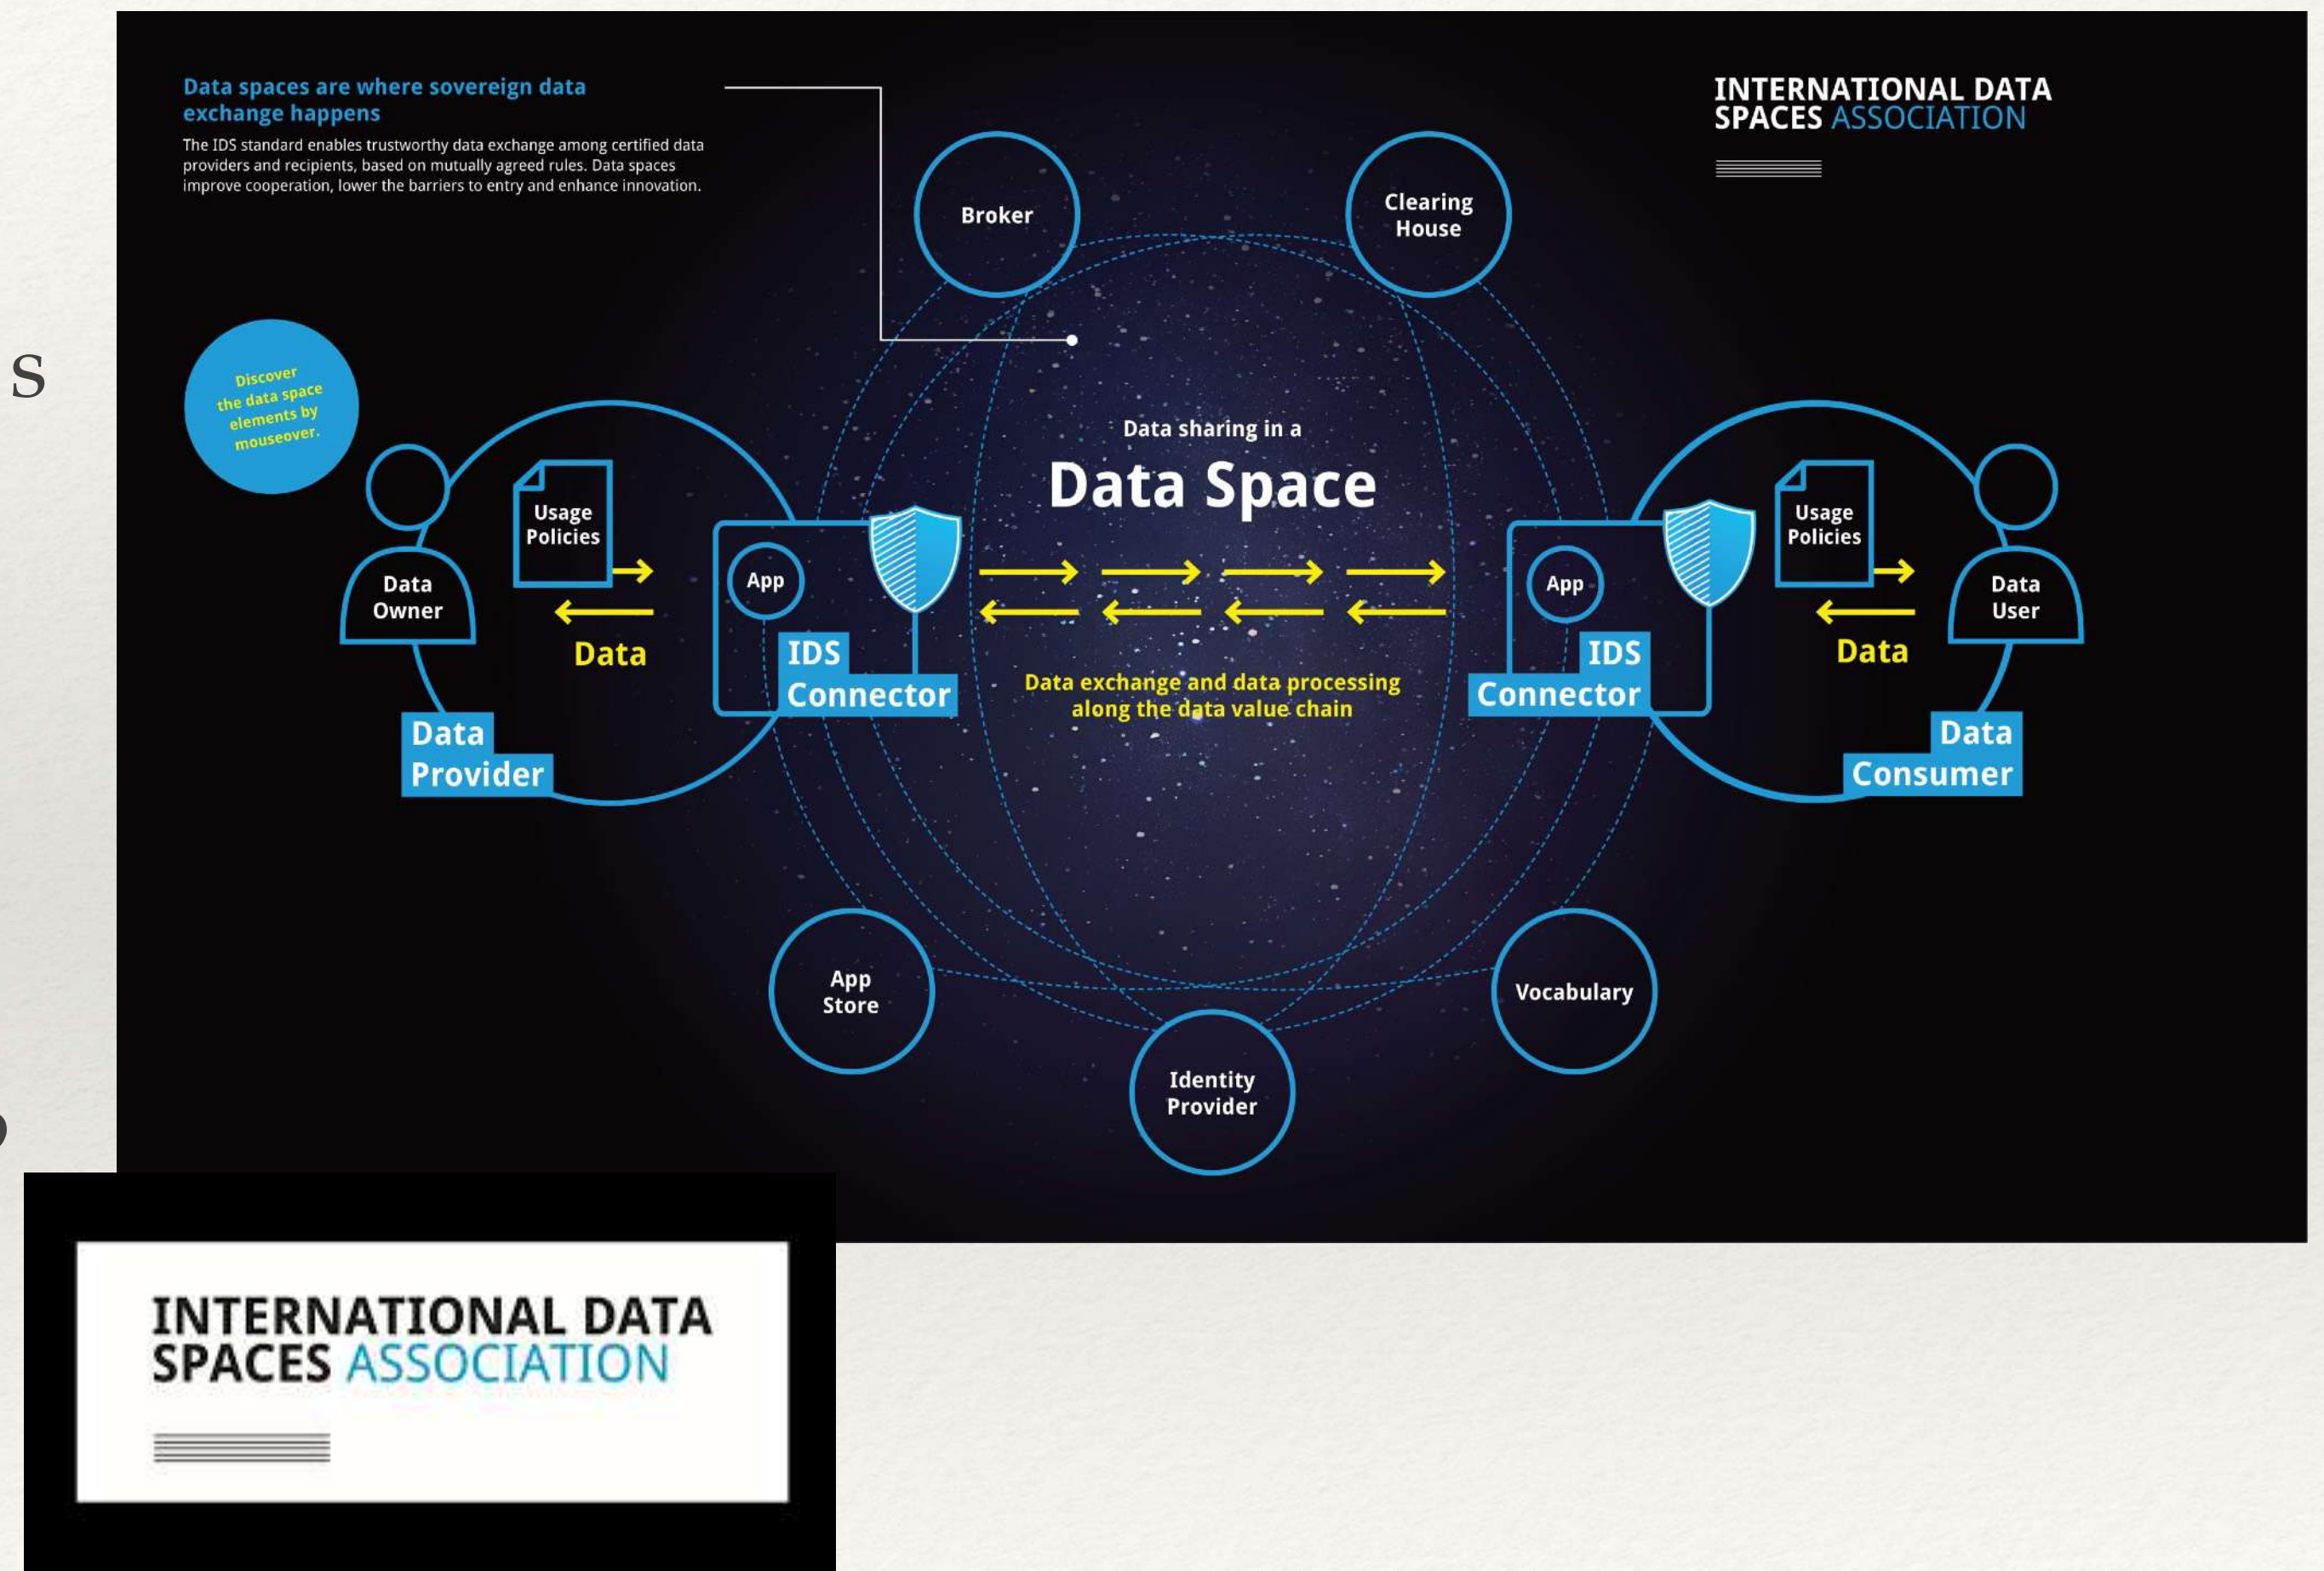 Data spaces are where sovereign data
exchange happens
The IDS standard enables trustworthy data exchange among certified data
providers and recipients, based on mutually agreed rules. Data spaces
improve cooperation, lower the barriers to entry and enhance innovation.
INTERNATIONAL DATA
SPACES ASSOCIATION
Broker
Clearing
House
s
Discover
the data space
elements by
mouseover.
Data sharing in a
Data Space
Usage
Policies
Data
Owner
Data
App
IDS
Connector
Data
Provider
Data exchange and data processing
along the data value chain
App
IDS
Connector
Usage
Policies
Data
User
Data
Data
Consumer
App
Store
Vocabulary
Identity
Provider
INTERNATIONAL DATA
SPACES ASSOCIATION